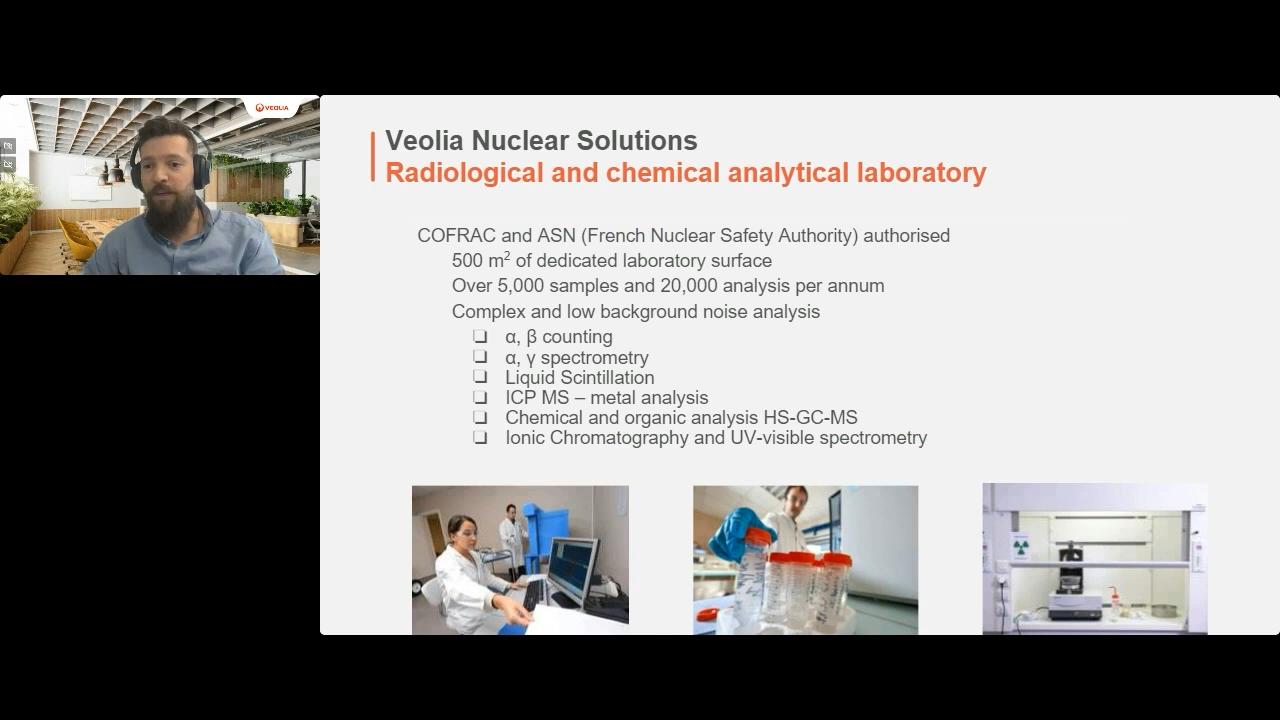 VEOLIA
Veolia Nuclear Solutions
Radiological and chemical analytical laboratory
COFRAC and ASN (French Nuclear Safety Authority) authorised
500 m² of dedicated laboratory surface
Over 5,000 samples and 20,000 analysis per annum
Complex and low background noise analysis
❏ α, β counting
❏ α, γ spectrometry
❏ Liquid Scintillation
❏ ICP MS – metal analysis
❏ Chemical and organic analysis HS-GC-MS
❏ Ionic Chromatography and UV-visible spectrometry